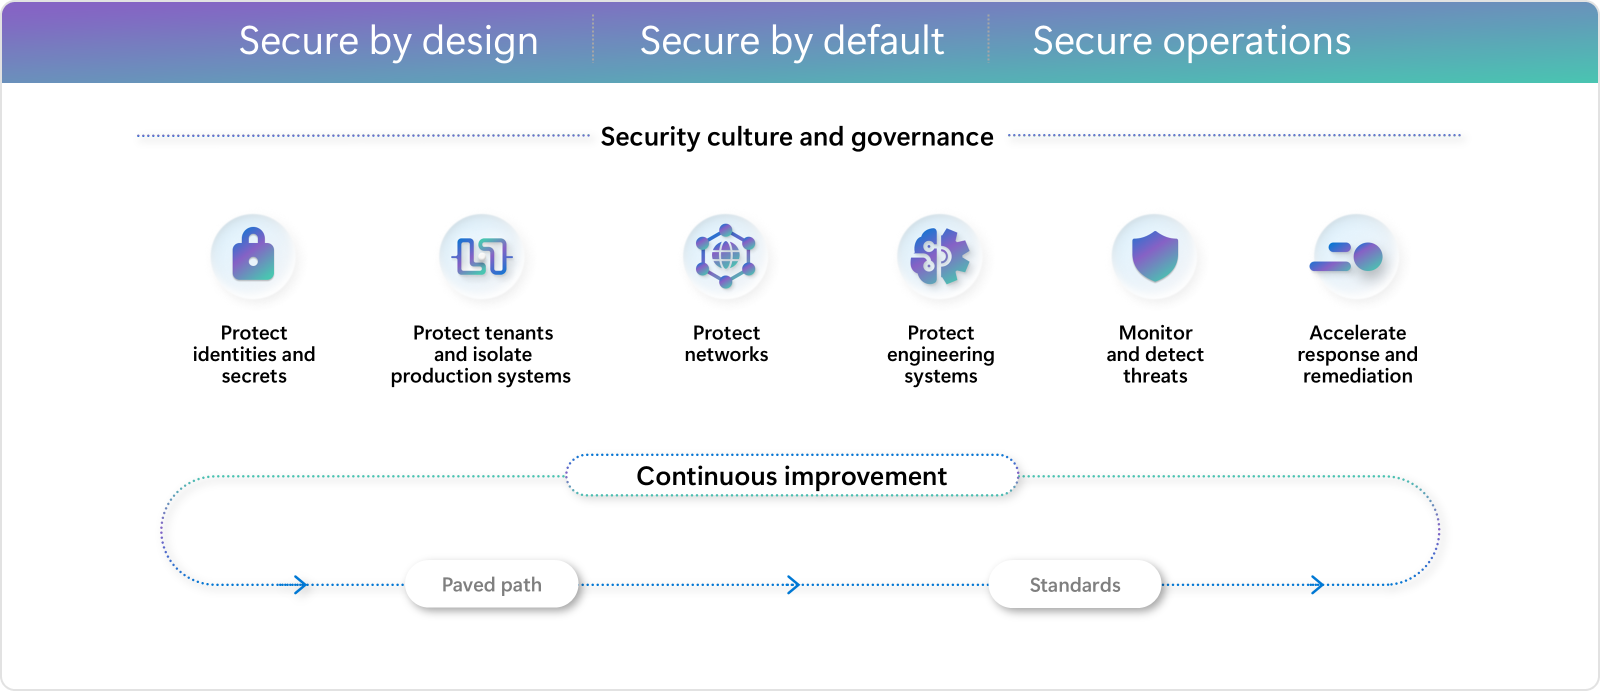 Secure by design
Secure by default
Secure operations
Security culture and governance
Protect
identities and
secrets
Protect tenants
and isolate
production systems
Protect
networks
Protect
engineering
systems
Monitor
and detect
threats
Accelerate
response and
remediation
Continuous improvement
Paved path
Standards